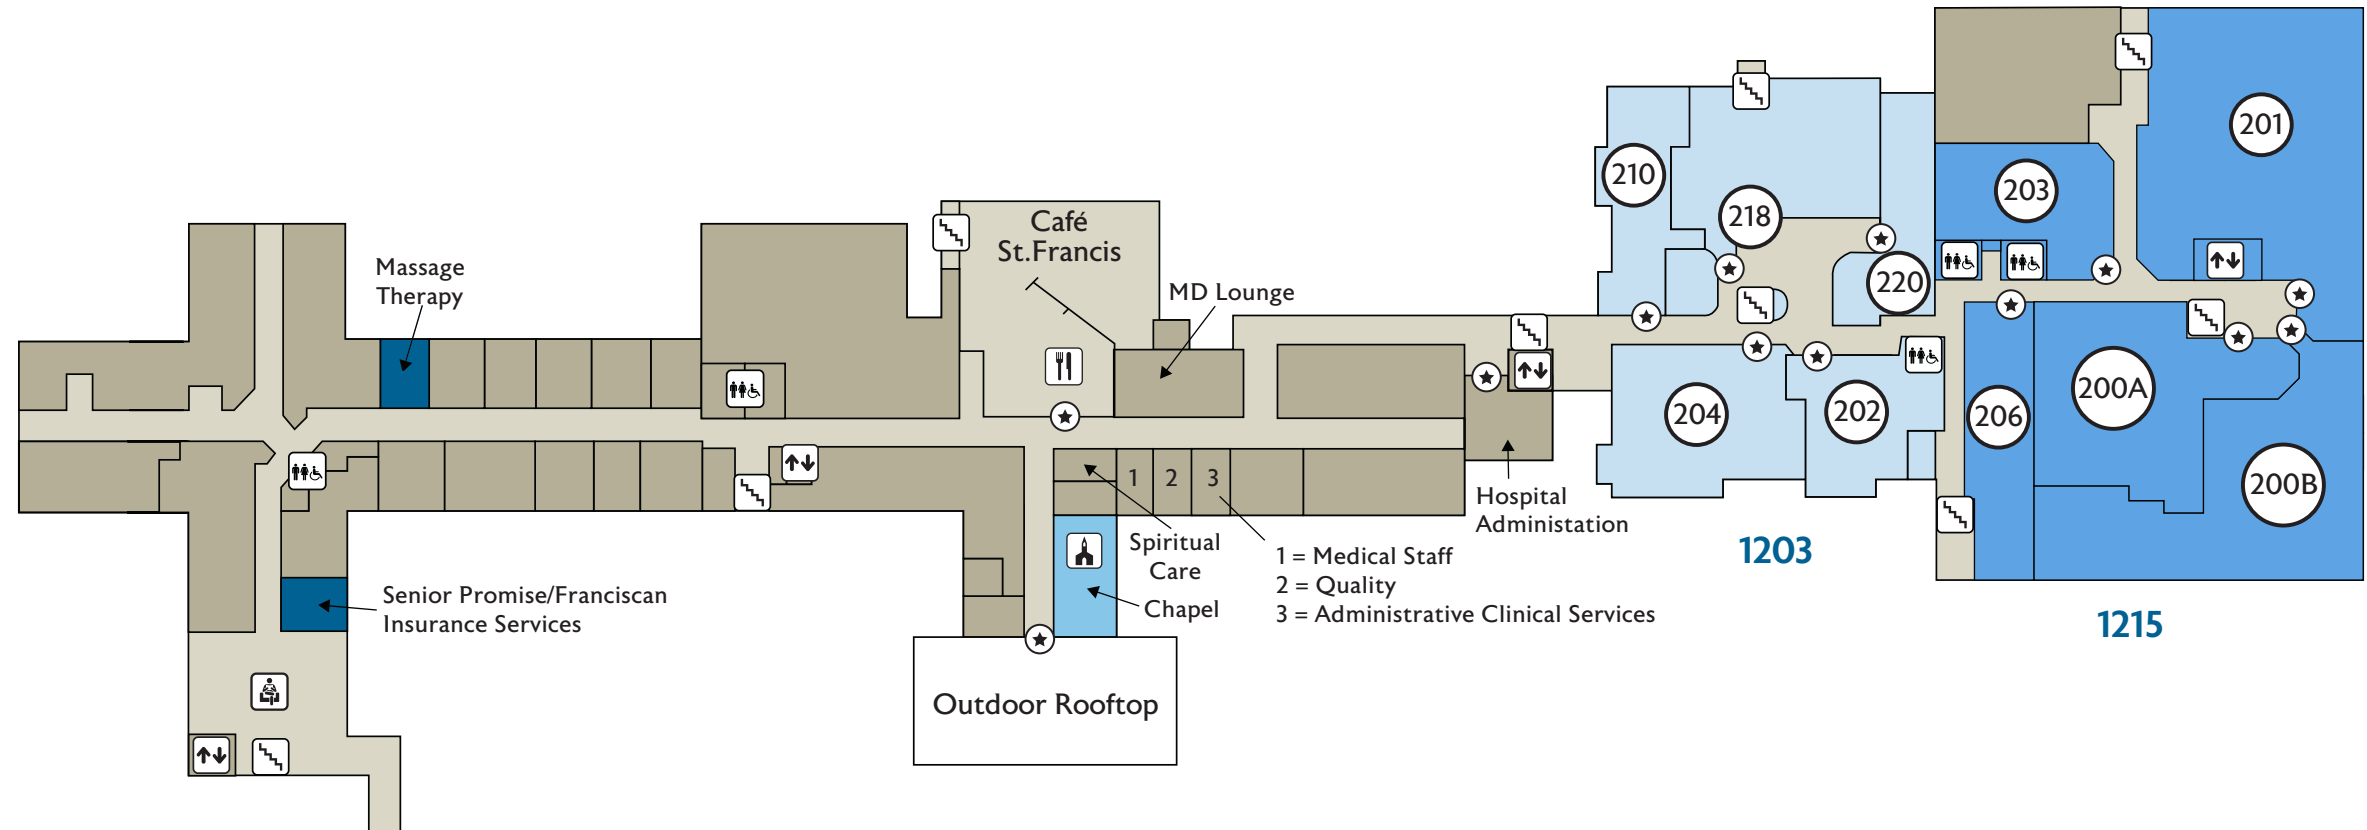 Massage
Therapy
Café
St.Francis
MD Lounge
210
218
220
203
201
204
202
206
200A
200B
1
2
3
Spiritual
Care
Chapel
Hospital
Administation
1 = Medical Staff
2 = Quality
3 = Administrative Clinical Services
1203
1215
Senior Promise/Franciscan
Insurance Services
Outdoor Rooftop